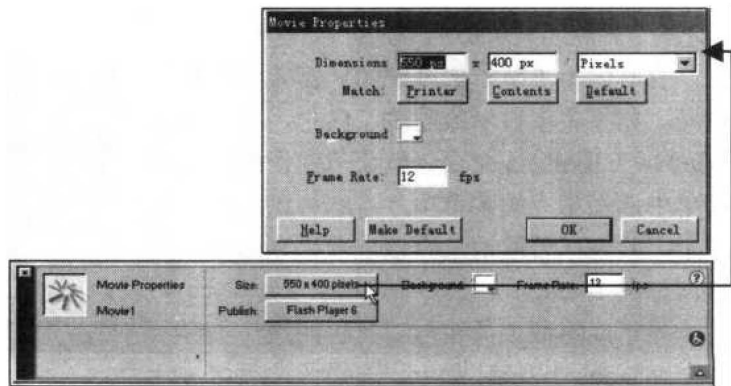 Movie Properties
Dimensions 550 px x 400 px / Pixels
Match: Printer Contents Default
Background
Frame Rate: 12 fps
Help Make Default OK Cancel
Movie Properties Size: 550 x 400 pixels Background: Frame Rate: 12 fps ?
Movie1 Publish: Flash Player 6